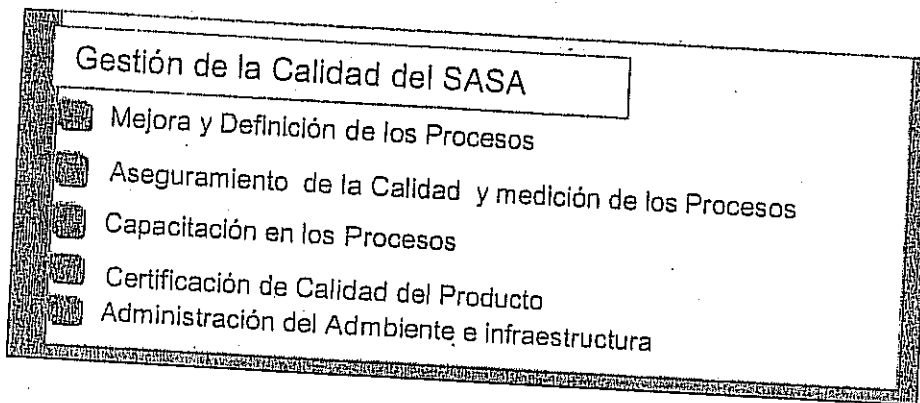 Gestión de la Calidad del SASA
Mejora y Definición de los Procesos
Aseguramiento de la Calidad y medición de los Procesos
Capacitación en los Procesos
Certificación de Calidad del Producto
Administración del Admbiente e infraestructura